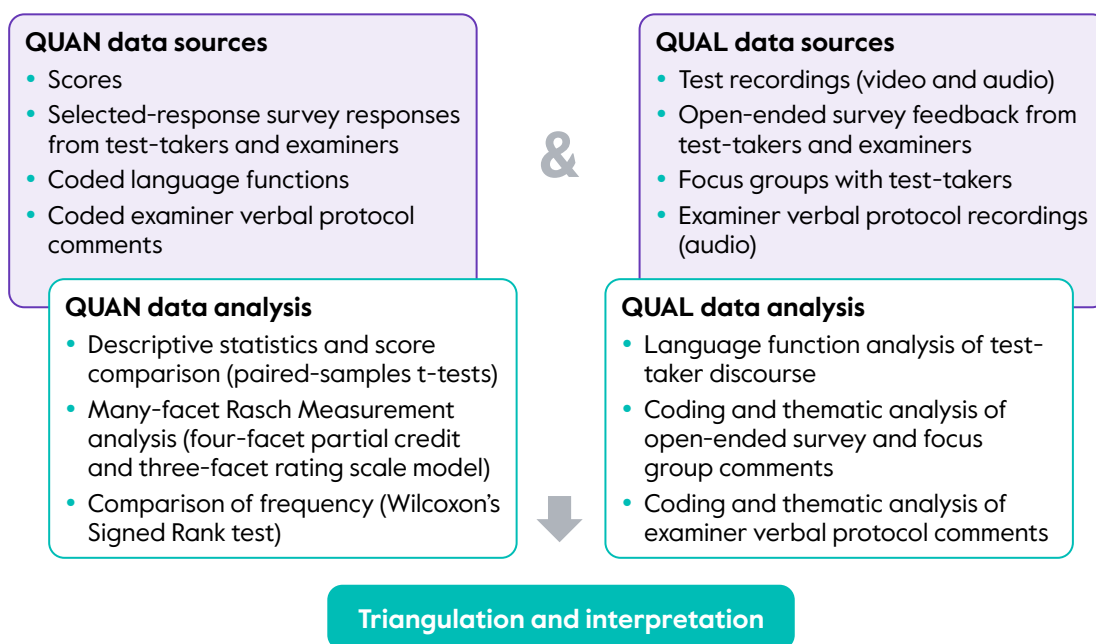 QUAN data sources
• Scores
• Selected-response survey responses
from test-takers and examiners
• Coded language functions
• Coded examiner verbal protocol
comments
&
QUAL data sources
• Test recordings (video and audio)
• Open-ended survey feedback from
test-takers and examiners
• Focus groups with test-takers
• Examiner verbal protocol recordings
(audio)
QUAN data analysis
• Descriptive statistics and score
comparison (paired-samples t-tests)
• Many-facet Rasch Measurement
analysis (four-facet partial credit
and three-facet rating scale model)
• Comparison of frequency (Wilcoxon’s
Signed Rank test)
QUAL data analysis
• Language function analysis of test-
taker discourse
• Coding and thematic analysis of
open-ended survey and focus
group comments
• Coding and thematic analysis of
examiner verbal protocol comments
Triangulation and interpretation